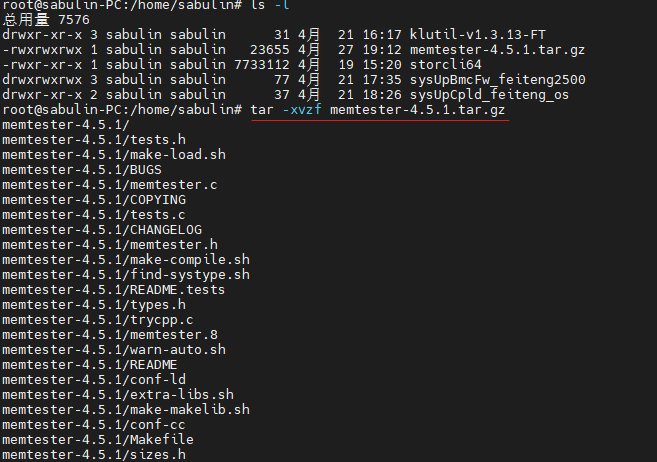 root@sabulin-PC:/home/sabulin# ls -l
总用量 7576
drwxr-xr-x 3 sabulin sabulin      31 4月  21 16:17 klutil-v1.3.13-FT
-rwxrwxrwx 1 sabulin sabulin   23655 4月  27 19:12 memtester-4.5.1.tar.gz
-rwxrwxrwx 1 sabulin sabulin 7733112 4月  19 15:20 storcli64
drwxrwxrwx 3 sabulin sabulin      77 4月  21 17:35 sysUpBmcFw_feiteng2500
drwxr-xr-x 2 sabulin sabulin      37 4月  21 18:26 sysUpCpld_feiteng_os
root@sabulin-PC:/home/sabulin# tar -xvzf memtester-4.5.1.tar.gz
memtester-4.5.1/
memtester-4.5.1/tests.h
memtester-4.5.1/make-load.sh
memtester-4.5.1/BUGS
memtester-4.5.1/memtester.c
memtester-4.5.1/COPYING
memtester-4.5.1/tests.c
memtester-4.5.1/CHANGELOG
memtester-4.5.1/memtester.h
memtester-4.5.1/make-compile.sh
memtester-4.5.1/find-systype.sh
memtester-4.5.1/README.tests
memtester-4.5.1/types.h
memtester-4.5.1/trycpp.c
memtester-4.5.1/memtester.8
memtester-4.5.1/warn-auto.sh
memtester-4.5.1/README
memtester-4.5.1/conf-ld
memtester-4.5.1/extra-libs.sh
memtester-4.5.1/make-makelib.sh
memtester-4.5.1/conf-cc
memtester-4.5.1/Makefile
memtester-4.5.1/sizes.h